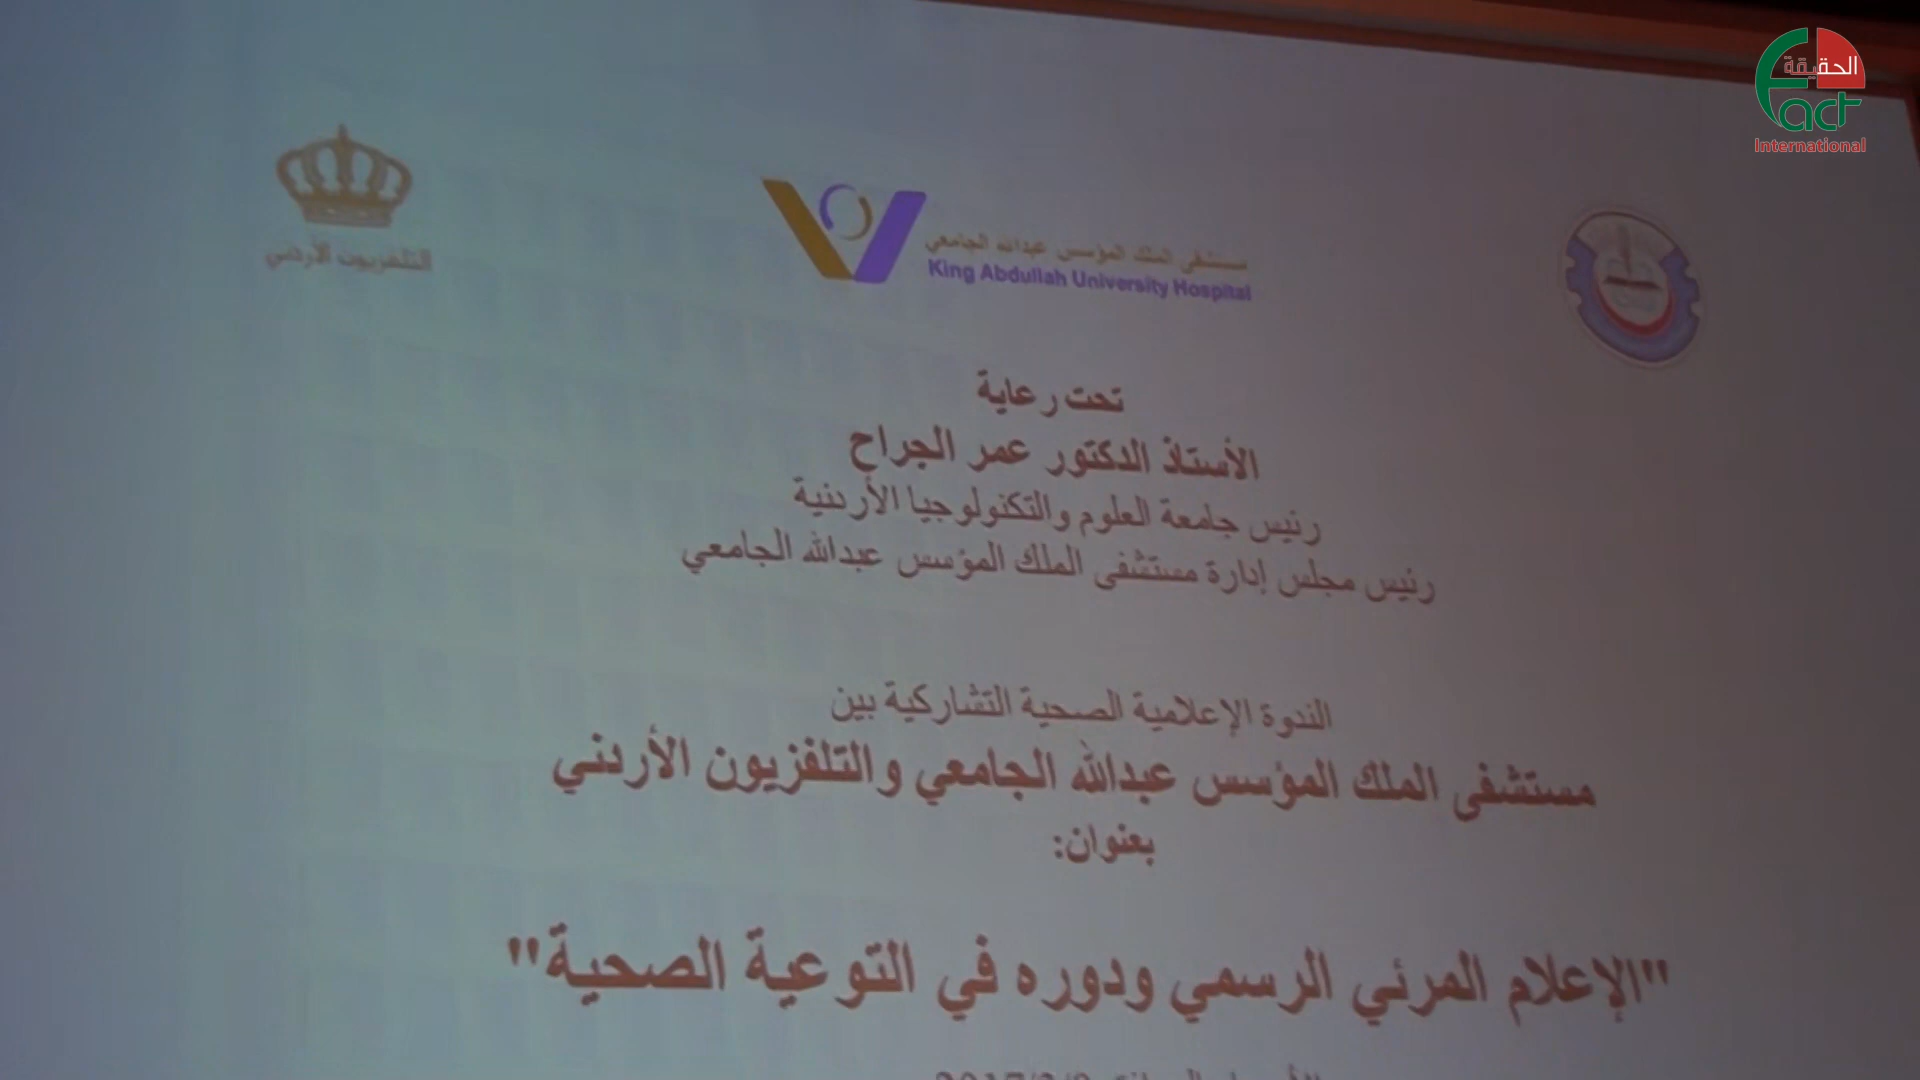 الحقيقة
Fact
International
التلفزيون الأردني
مستشفى الملك المؤسس عبدالله الجامعي
King Abdullah University Hospital
تحت رعاية
الأستاذ الدكتور عمر الجراح
رئيس جامعة العلوم والتكنولوجيا الأردنية
رئيس مجلس إدارة مستشفى الملك المؤسس عبدالله الجامعي
الندوة الإعلامية الصحية التشاركية بين
مستشفى الملك المؤسس عبدالله الجامعي والتلفزيون الأردني
بعنوان:
"الإعلام المرئي الرسمي ودوره في التوعية الصحية"